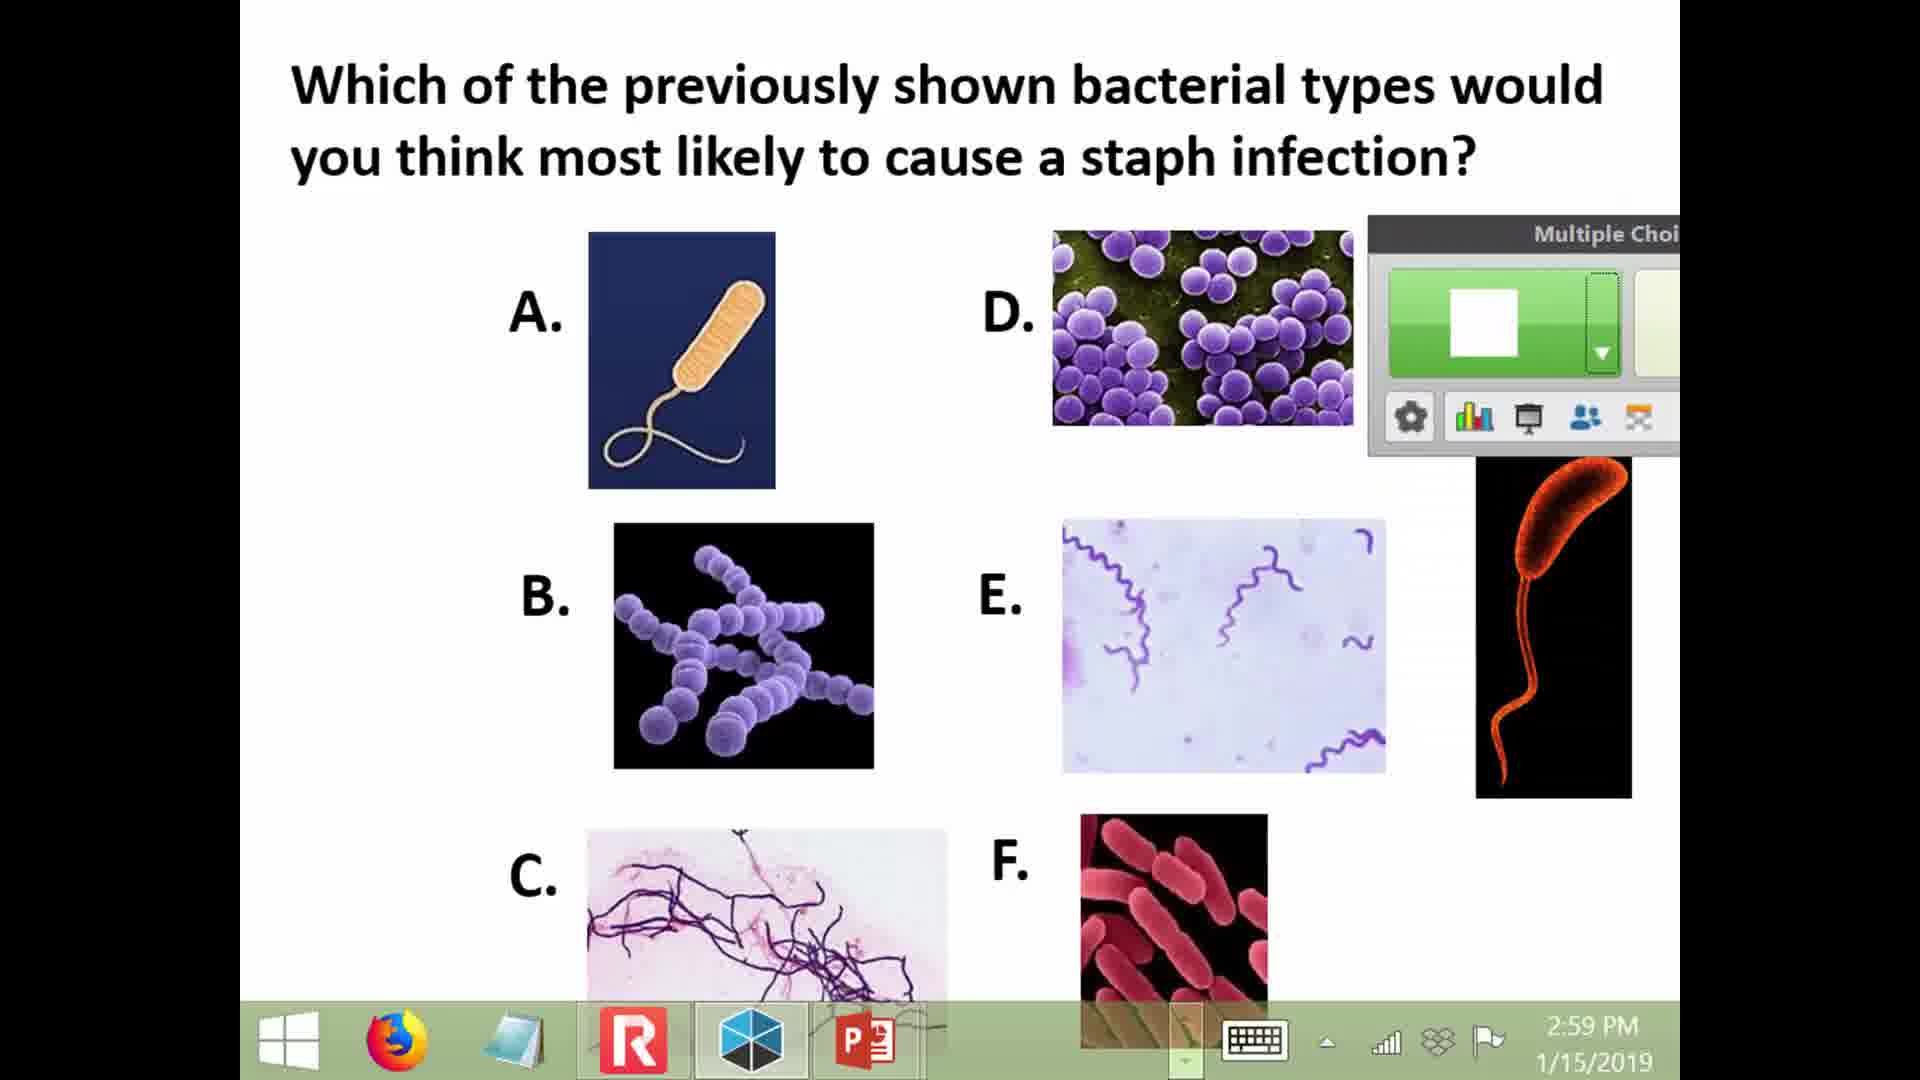 Which of the previously shown bacterial types would
you think most likely to cause a staph infection?
Multiple Choi
A.
D.
B.
E.
C.
F.
R
P
2:59 PM
1/15/2019